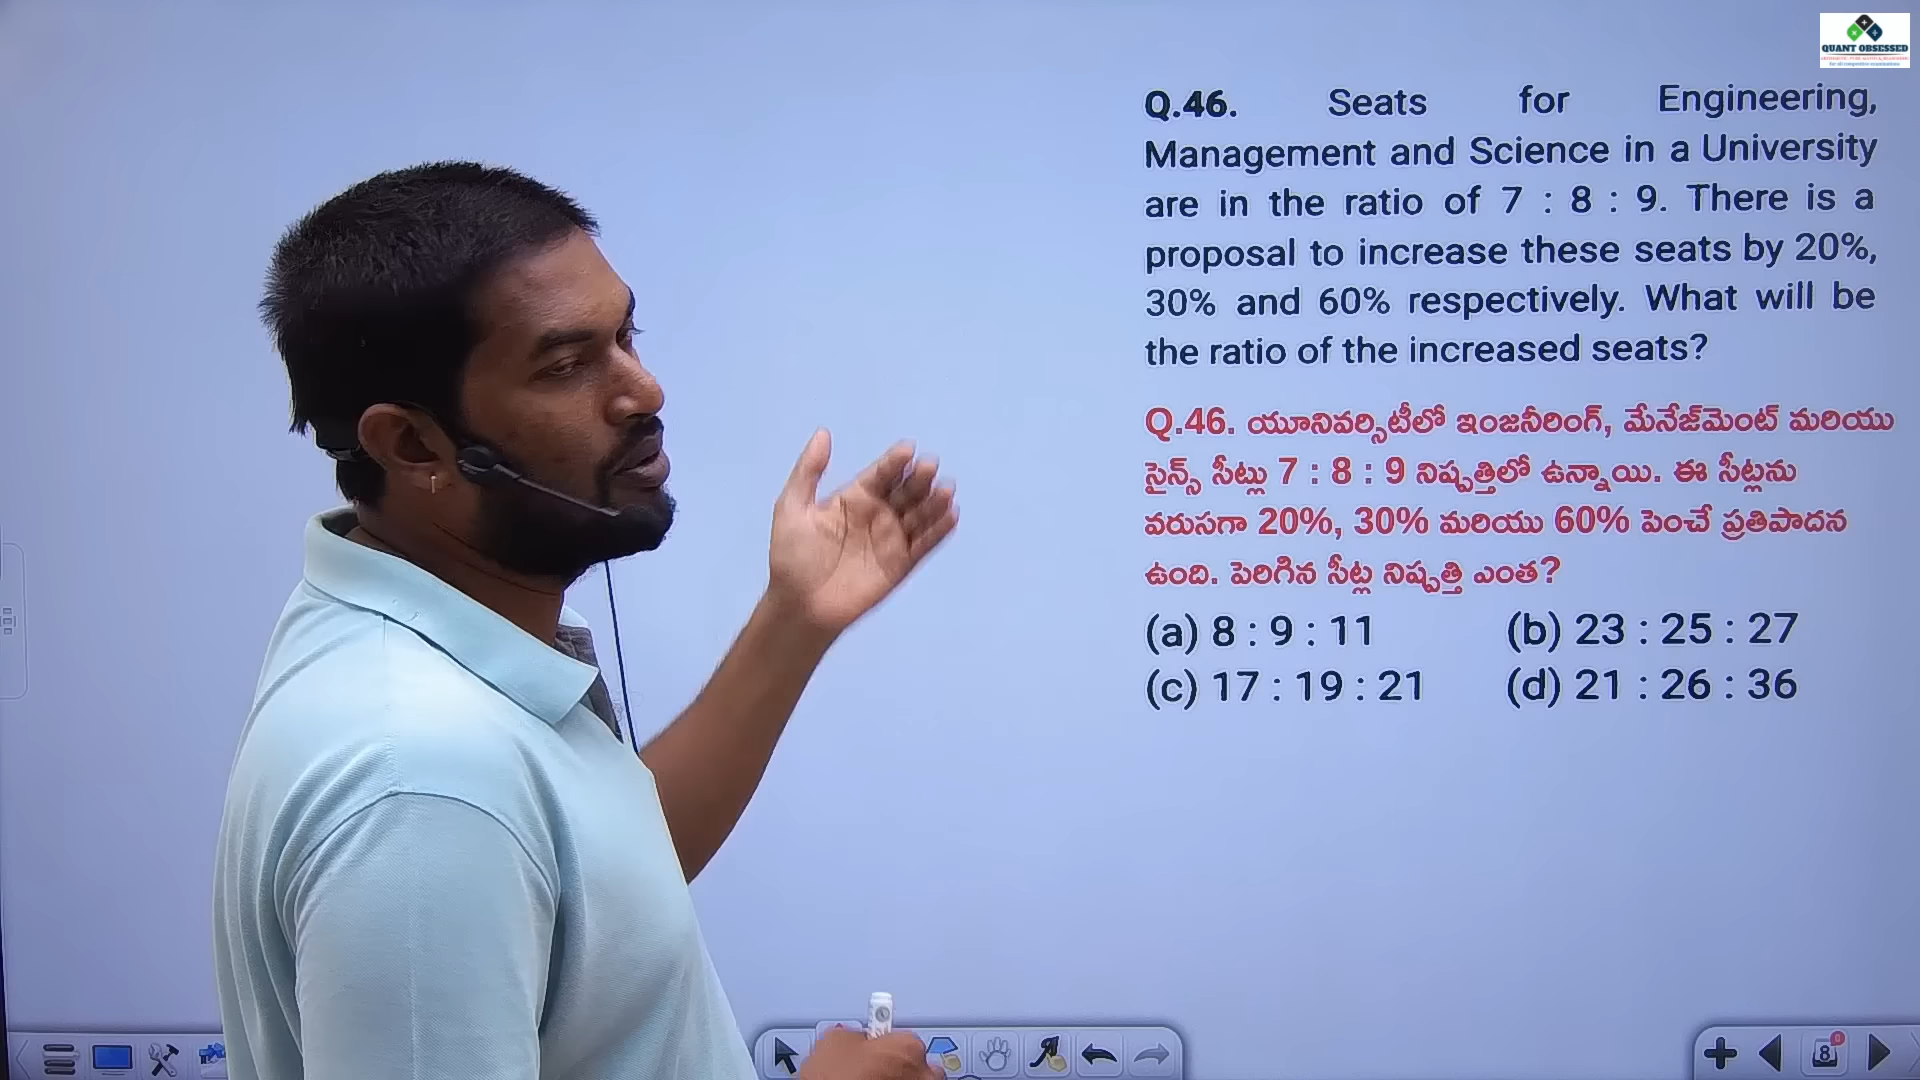 QUANT OBSESSED
Q.46. Seats for Engineering,
Management and Science in a University
are in the ratio of 7 : 8 : 9. There is a
proposal to increase these seats by 20%,
30% and 60% respectively. What will be
the ratio of the increased seats?
Q.46. యూనివర్సిటీలో ఇంజనీరింగ్, మేనేజ్‌మెంట్ మరియు
సైన్స్ సీట్లు 7 : 8 : 9 నిష్పత్తిలో ఉన్నాయి. ఈ సీట్లను
వరుసగా 20%, 30% మరియు 60% పెంచే ప్రతిపాదన
ఉంది. పెరిగిన సీట్ల నిష్పత్తి ఎంత?
(a) 8 : 9 : 11 (b) 23 : 25 : 27
(c) 17 : 19 : 21 (d) 21 : 26 : 36
8